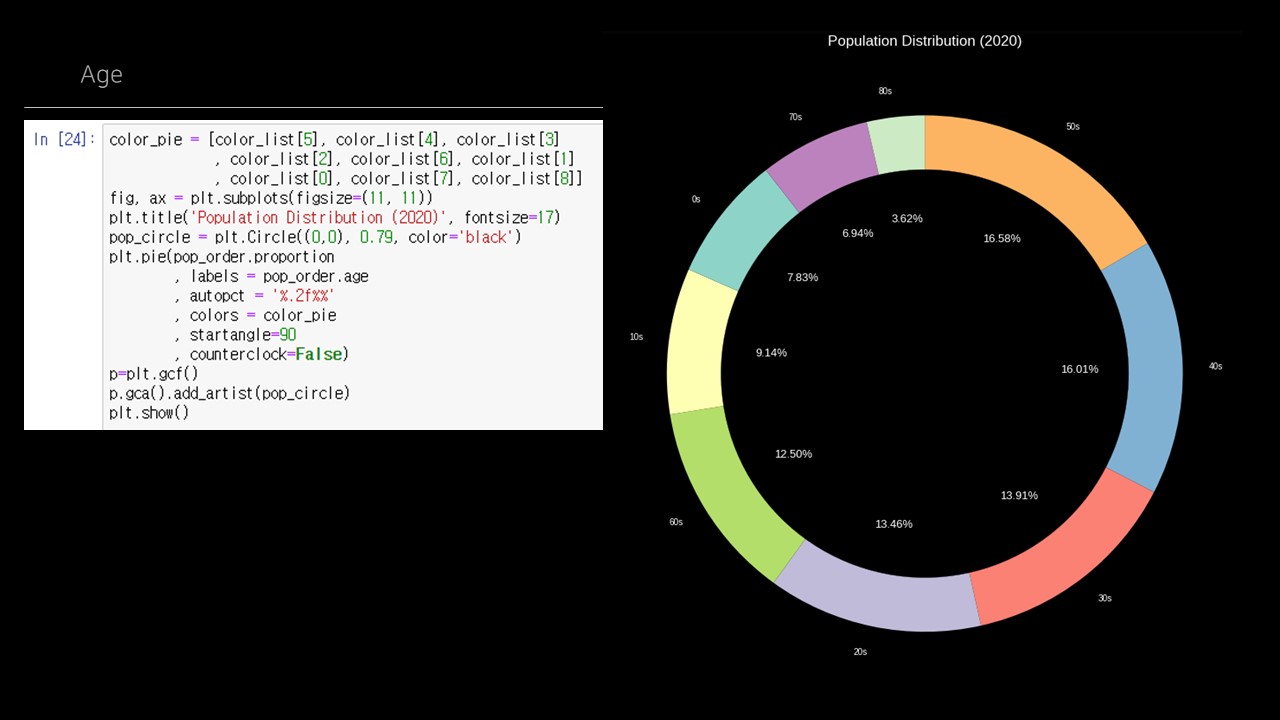 Age
In [24]:
color_pie = [color_list[5], color_list[4], color_list[3]
, color_list[2], color_list[6], color_list[1]
, color_list[0], color_list[7], color_list[8]]
fig, ax = plt.subplots(figsize=(11, 11))
plt.title('Population Distribution (2020)', fontsize=17)
pop_circle = plt.Circle((0,0), 0.79, color='black')
plt.pie(pop_order.proportion
, labels = pop_order.age
, autopct = '%.2f%%'
, colors = color_pie
, startangle=90
, counterclock=False)
p=plt.gcf()
p.gca().add_artist(pop_circle)
plt.show()
Population Distribution (2020)
50s
16.58%
40s
16.01%
30s
13.91%
20s
13.46%
60s
12.50%
10s
9.14%
0s
7.83%
70s
6.94%
80s
3.62%